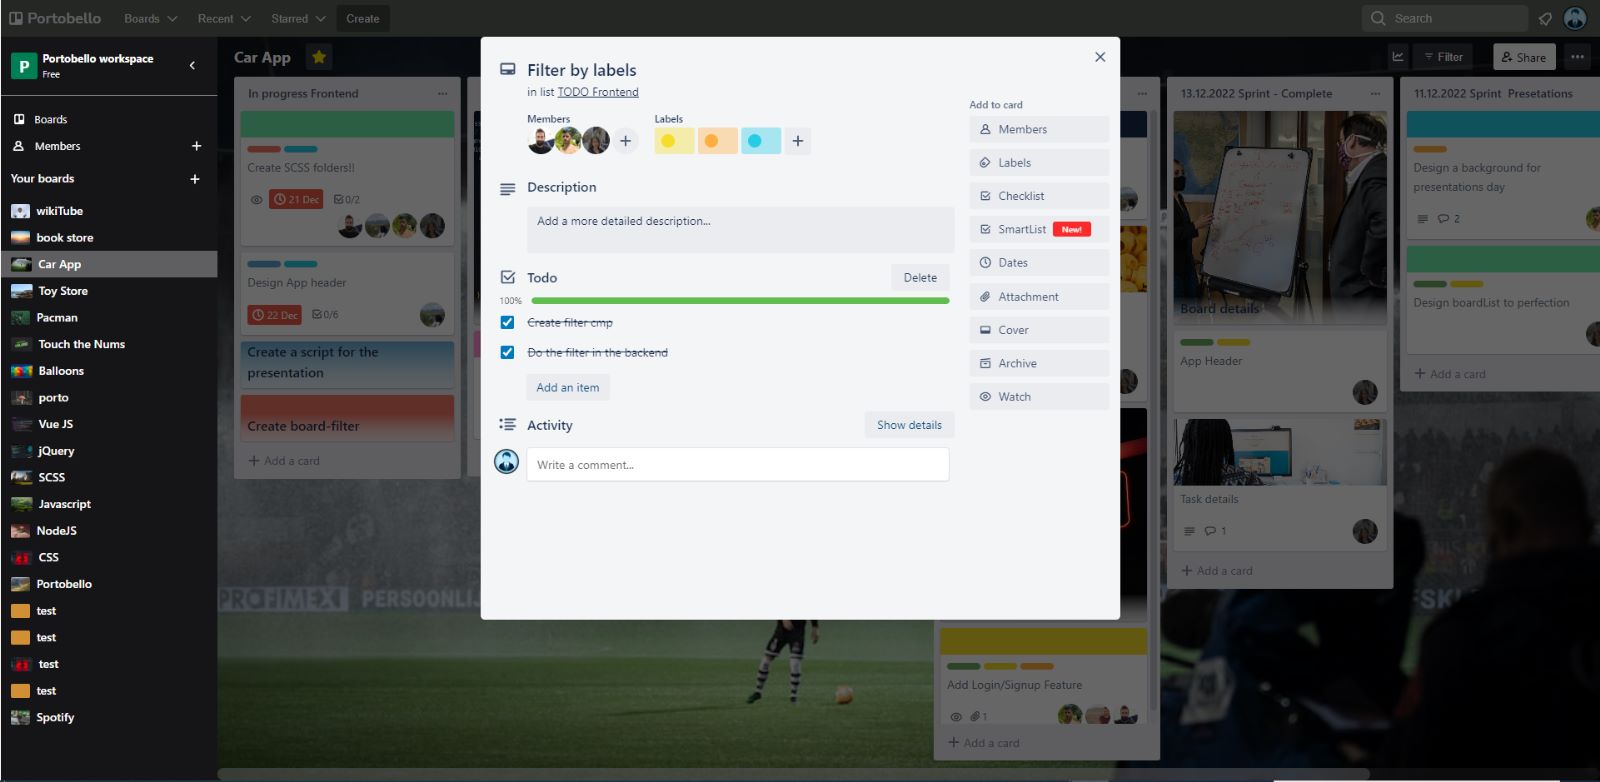 Portobello
Boards
Recent
Starred
Create
Search
P
Portobello workspace
Free
Boards
Members
Your boards
wikiTube
book store
Car App
Toy Store
Pacman
Touch the Nums
Balloons
porto
Vue JS
jQuery
SCSS
Javascript
NodeJS
CSS
Portobello
test
test
test
test
Spotify
Car App
Filter
Share
In progress Frontend
Create SCSS folders!!
21 Dec
0/2
Design App header
22 Dec
0/6
Create a script for the
presentation
Create board-filter
Add a card
Filter by labels
in list TODO Frontend
Members
Labels
Description
Add a more detailed description...
Todo
Delete
100%
Create filter cmp
Do the filter in the backend
Add an item
Activity
Show details
Write a comment...
Add to card
Members
Labels
Checklist
SmartList New!
Dates
Attachment
Cover
Archive
Watch
Add Login/Signup Feature
1
Add a card
13.12.2022 Sprint - Complete
Board details
App Header
Task details
1
Add a card
11.12.2022 Sprint Presetations
Design a background for
presentations day
2
Design boardList to perfection
Add a card
PERSOONLIJ